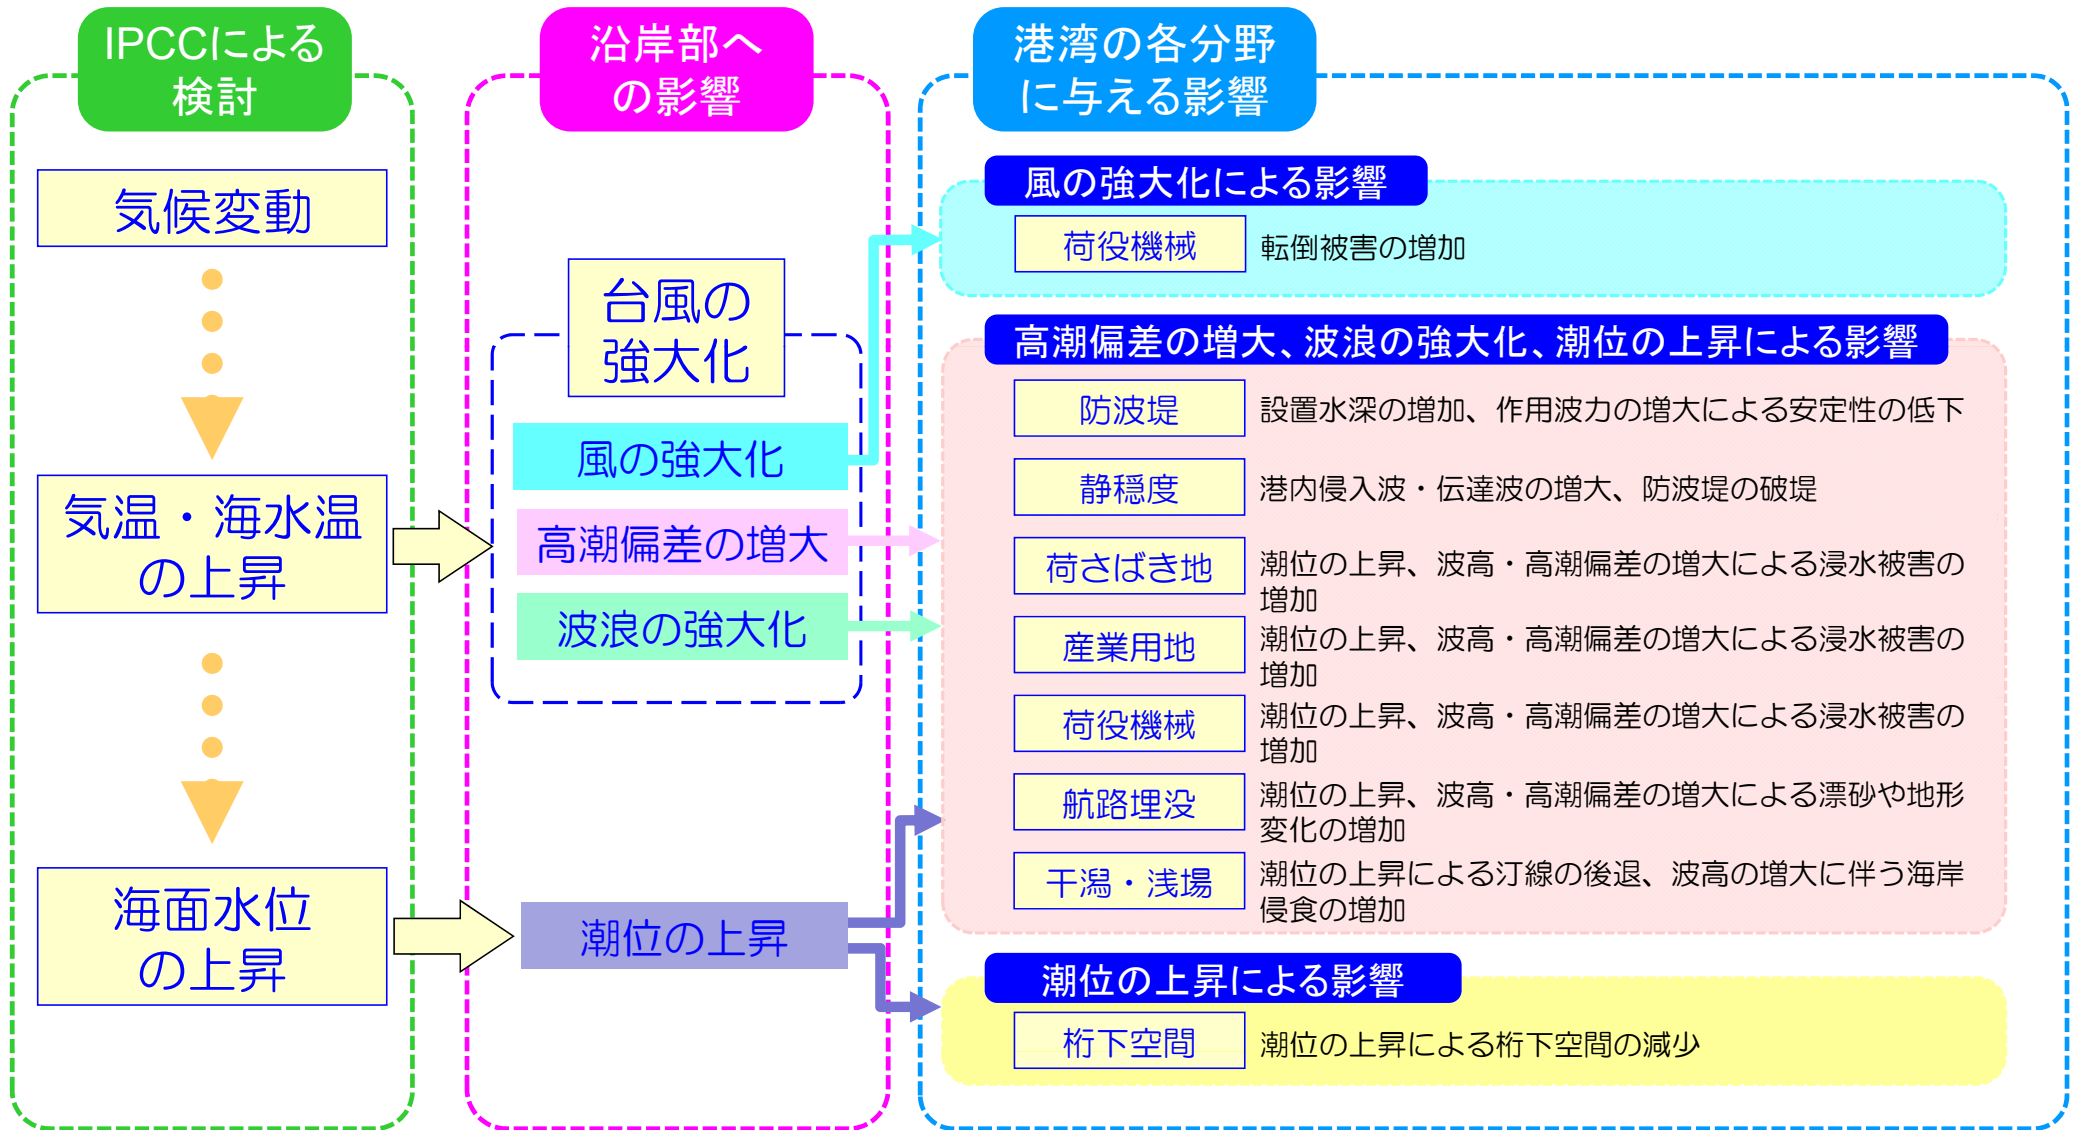 IPCCによる
検討
気候変動
気温・海水温
の上昇
海面水位
の上昇
沿岸部へ
の影響
台風の
強大化
風の強大化
高潮偏差の増大
波浪の強大化
潮位の上昇
港湾の各分野
に与える影響
風の強大化による影響
荷役機械
転倒被害の増加
高潮偏差の増大、波浪の強大化、潮位の上昇による影響
防波堤
設置水深の増加、作用波力の増大による安定性の低下
静穏度
港内侵入波・伝達波の増大、防波堤の破堤
荷さばき地
潮位の上昇、波高・高潮偏差の増大による浸水被害の
増加
産業用地
潮位の上昇、波高・高潮偏差の増大による浸水被害の
増加
荷役機械
潮位の上昇、波高・高潮偏差の増大による浸水被害の
増加
航路埋没
潮位の上昇、波高・高潮偏差の増大による漂砂や地形
変化の増加
干潟・浅場
潮位の上昇による汀線の後退、波高の増大に伴う海岸
侵食の増加
潮位の上昇による影響
桁下空間
潮位の上昇による桁下空間の減少